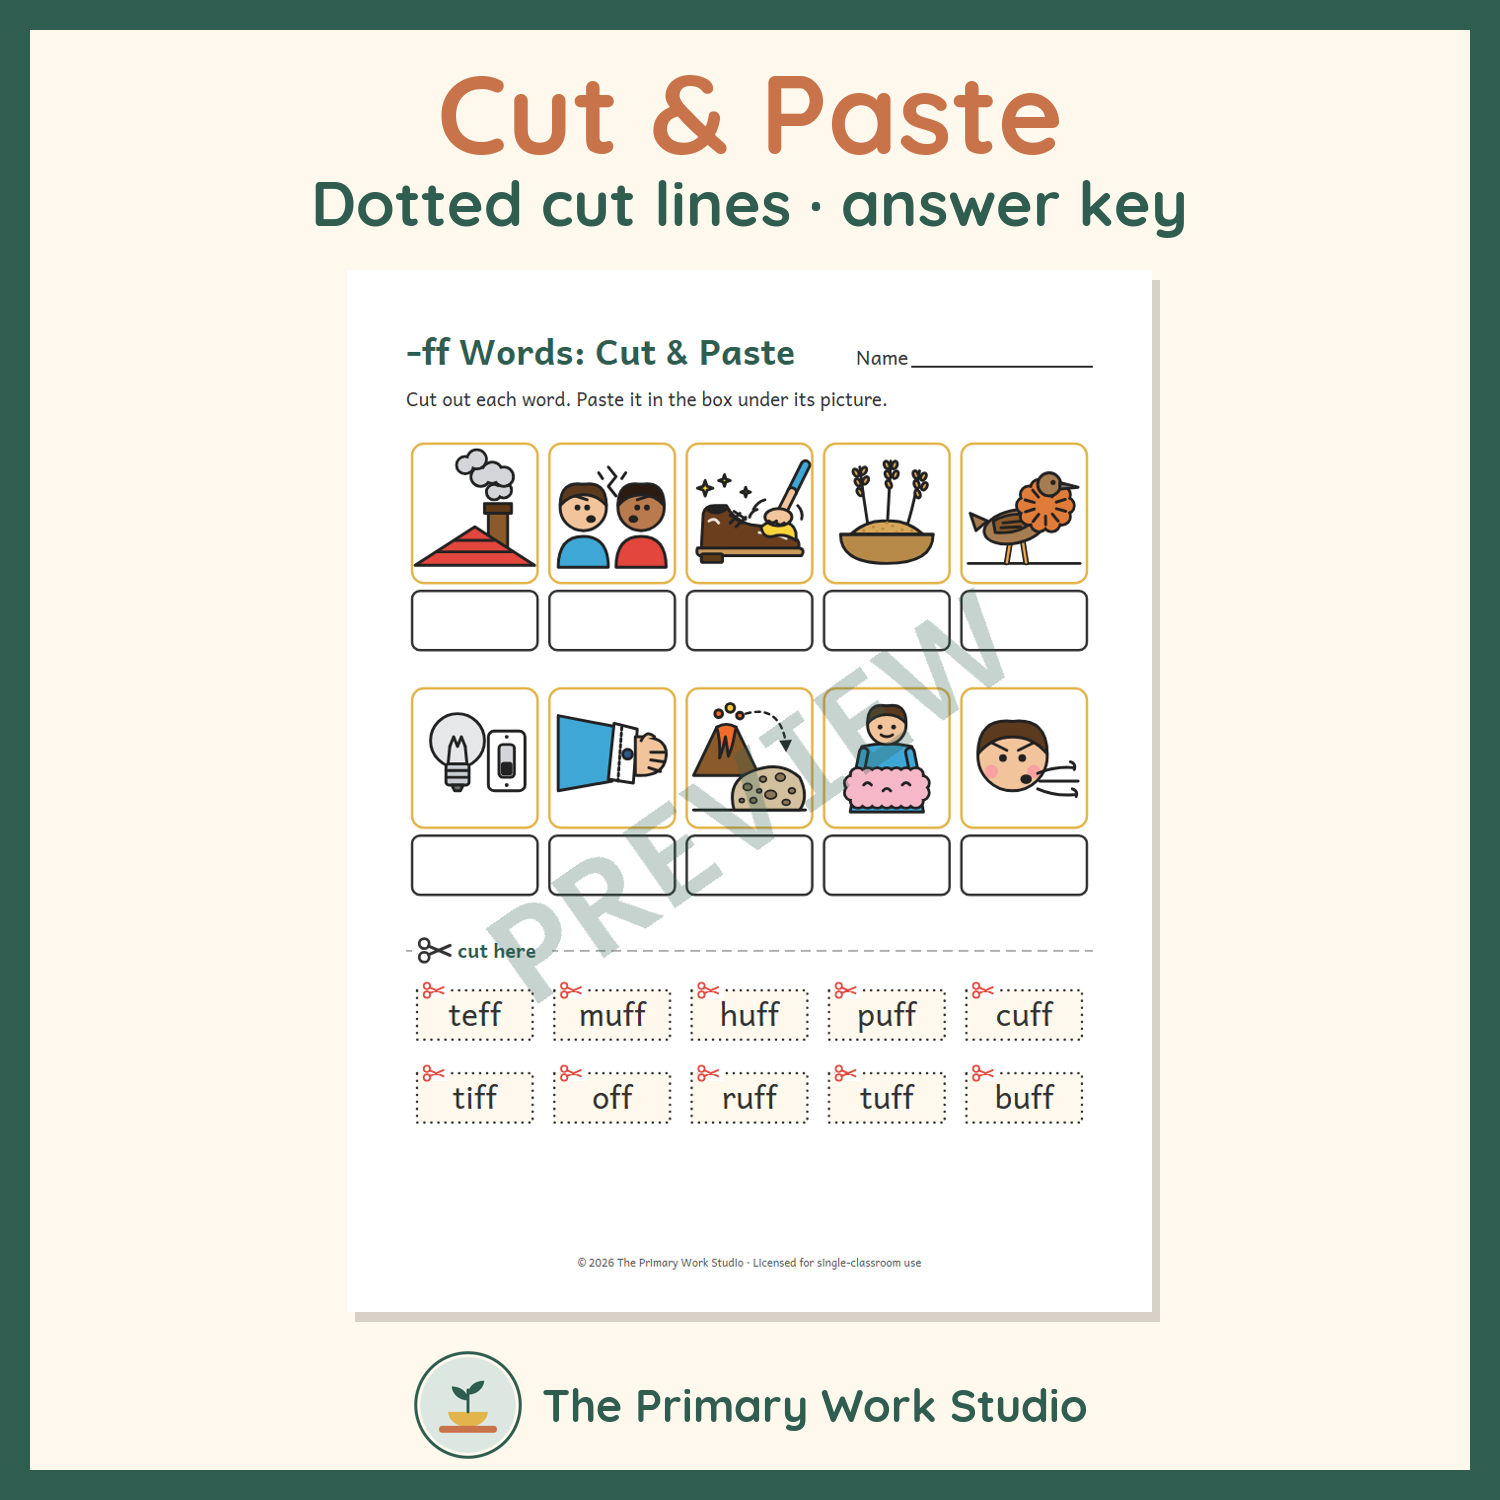 Cut & Paste
Dotted cut lines · answer key
-ff Words: Cut & Paste
Name
Cut out each word. Paste it in the box under its picture.
PREVIEW
cut here
teff muff huff puff cuff
tiff off ruff tuff buff
© 2026 The Primary Work Studio · Licensed for single-classroom use
The Primary Work Studio